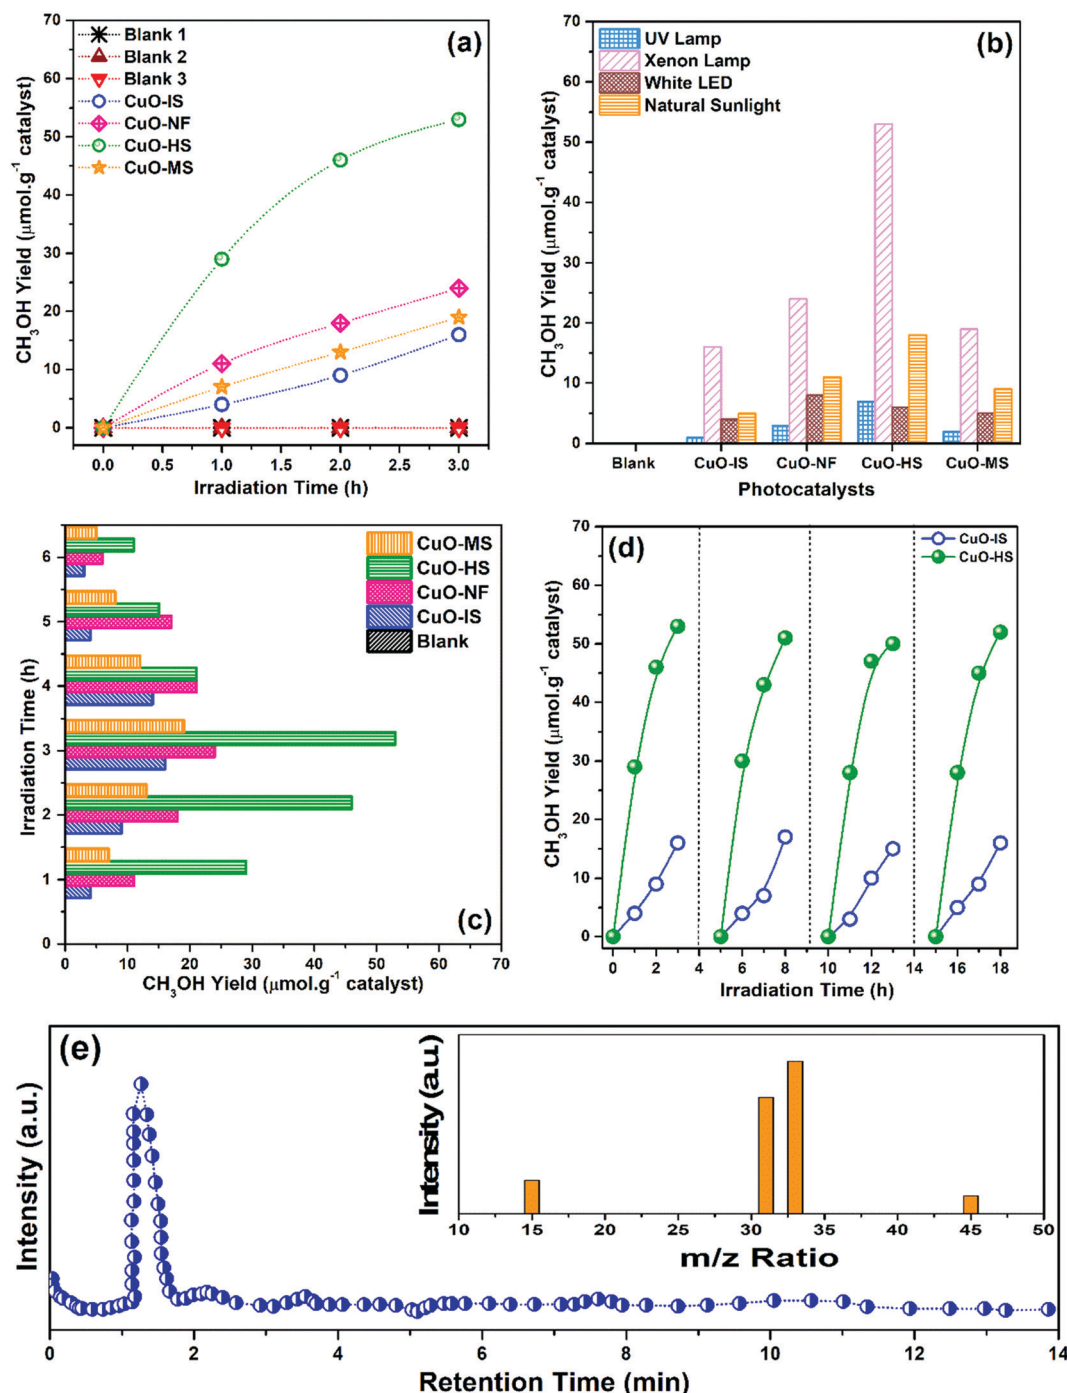 (a)
Blank 1
Blank 2
Blank 3
CuO-IS
CuO-NF
CuO-HS
CuO-MS
CH₃OH Yield (μmol.g⁻¹ catalyst)
70
60
50
40
30
20
10
0
0.0 0.5 1.0 1.5 2.0 2.5 3.0
Irradiation Time (h)
(b)
UV Lamp
Xenon Lamp
White LED
Natural Sunlight
CH₃OH Yield (μmol.g⁻¹ catalyst)
70
60
50
40
30
20
10
0
Blank CuO-IS CuO-NF CuO-HS CuO-MS
Photocatalysts
CuO-MS
CuO-HS
CuO-NF
CuO-IS
Blank
(c)
Irradiation Time (h)
6
5
4
3
2
1
0
0 10 20 30 40 50 60 70
CH₃OH Yield (μmol.g⁻¹ catalyst)
(d)
CuO-IS
CuO-HS
CH₃OH Yield (μmol.g⁻¹ catalyst)
70
60
50
40
30
20
10
0
0 2 4 6 8 10 12 14 16 18
Irradiation Time (h)
(e)
Intensity (a.u.)
0 2 4 6 8 10 12 14
Retention Time (min)
Intensity (a.u.)
10 15 20 25 30 35 40 45 50
m/z Ratio